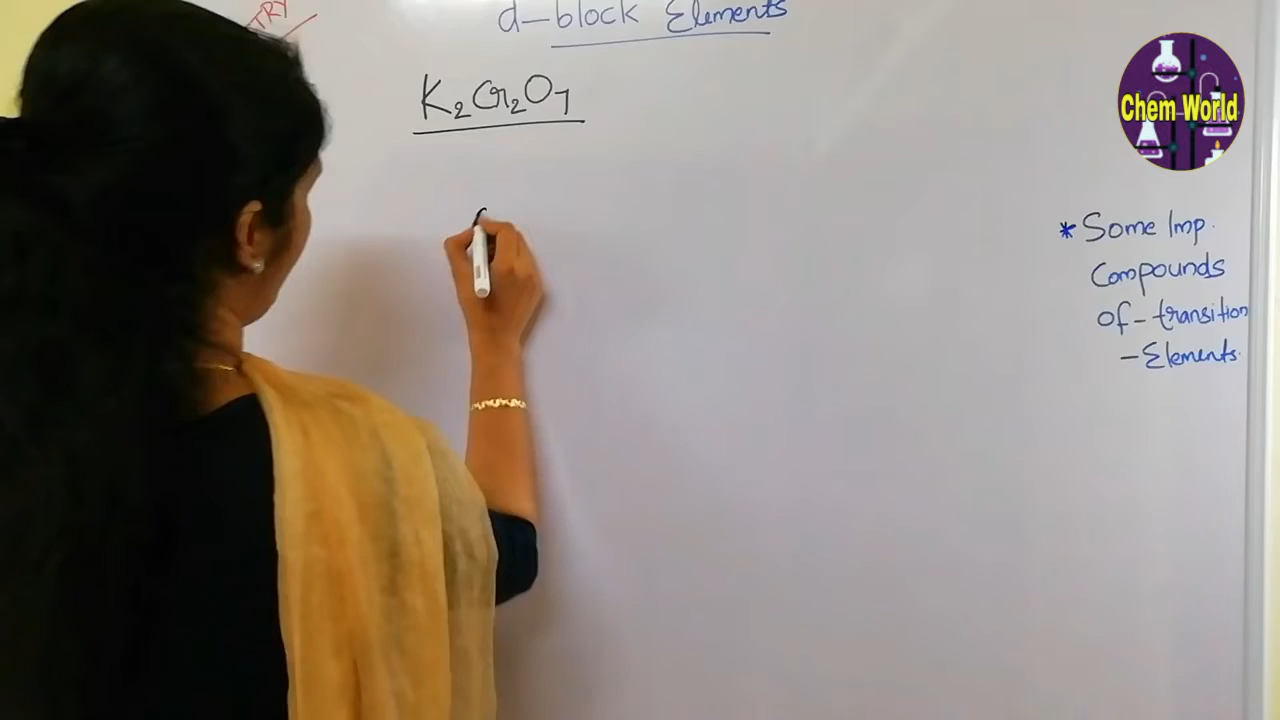 d-block Elements
K₂Cr₂O₇
Chem World
* Some Imp.
Compounds
of - transition
- Elements.